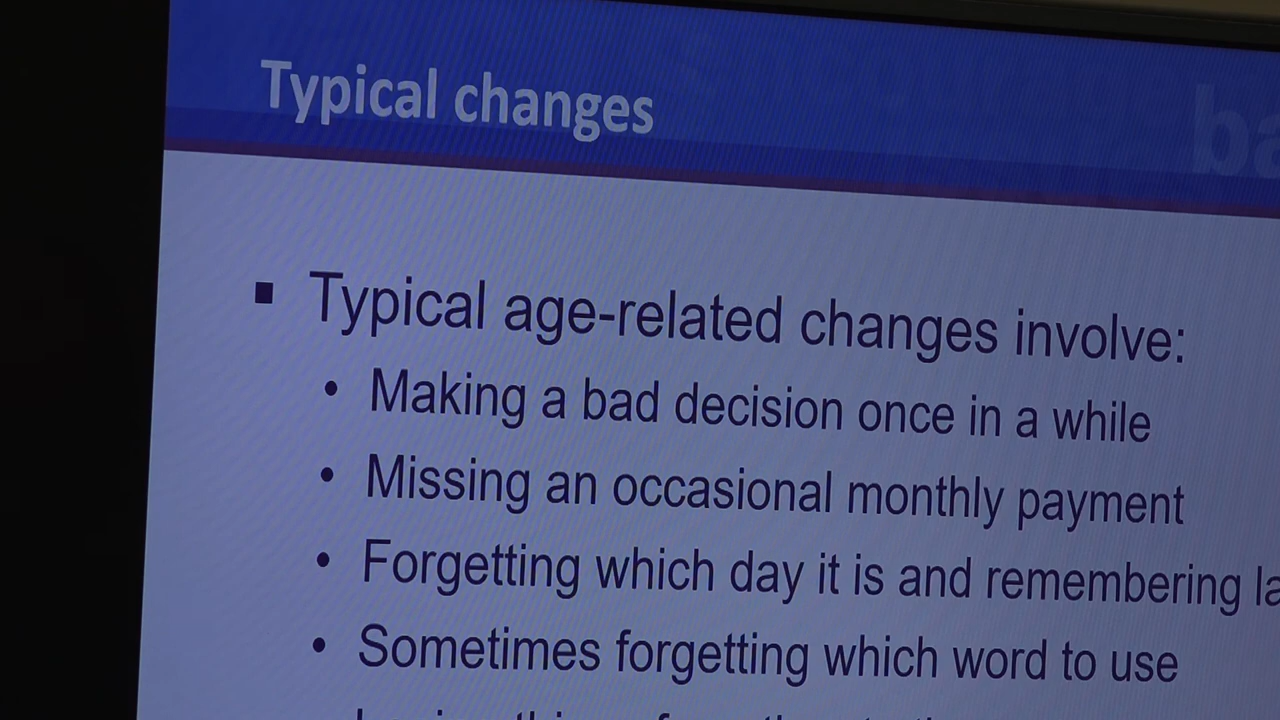 Typical changes
ba
▪ Typical age-related changes involve:
• Making a bad decision once in a while
• Missing an occasional monthly payment
• Forgetting which day it is and remembering la
• Sometimes forgetting which word to use